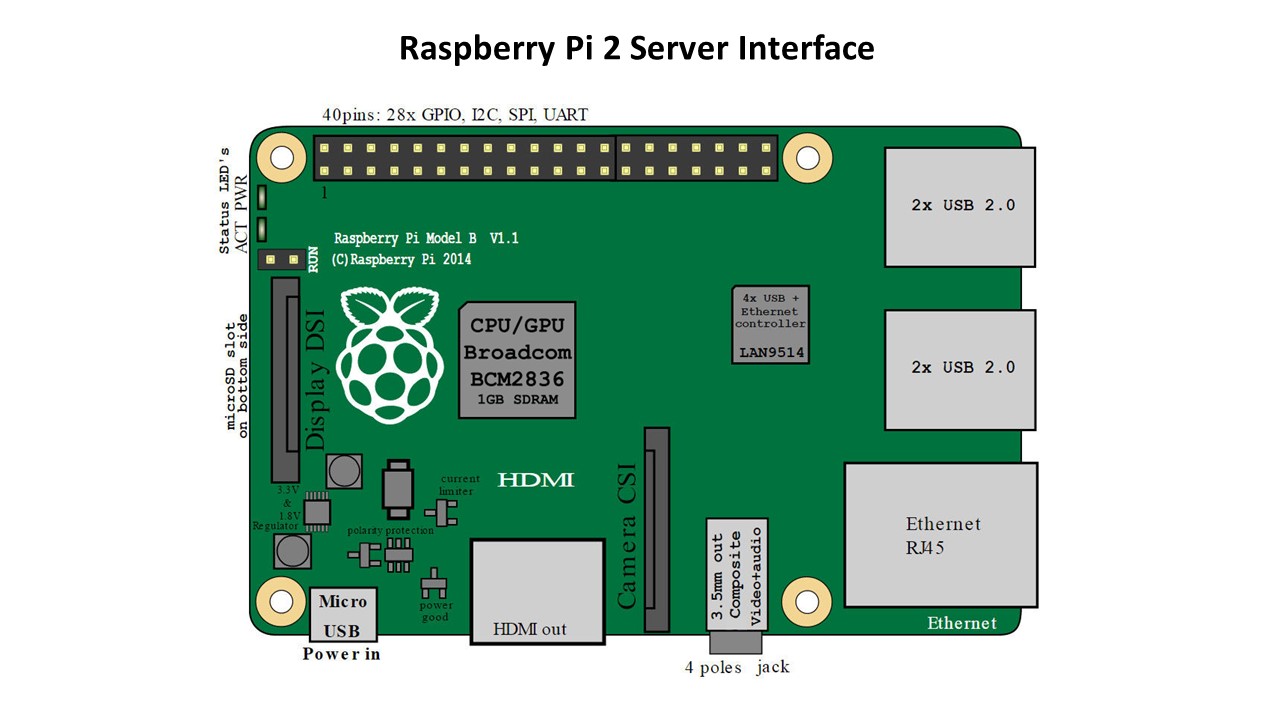 Raspberry Pi 2 Server Interface
40pins: 28x GPIO, I2C, SPI, UART
Status LED's
ACT PWR
1
RUN
Raspberry Pi Model B V1.1
(C)Raspberry Pi 2014
2x USB 2.0
4x USB +
Ethernet
controller
LAN9514
CPU/GPU
Broadcom
BCM2836
1GB SDRAM
microSD slot
on bottom side
Display DSI
2x USB 2.0
HDMI
Camera CSI
3.3V
&
1.8V
Regulator
current
limiter
polarity protection
power
good
Ethernet
RJ45
3.5mm out
Composite
Video+audio
Micro
USB
Power in
HDMI out
Ethernet
4 poles jack